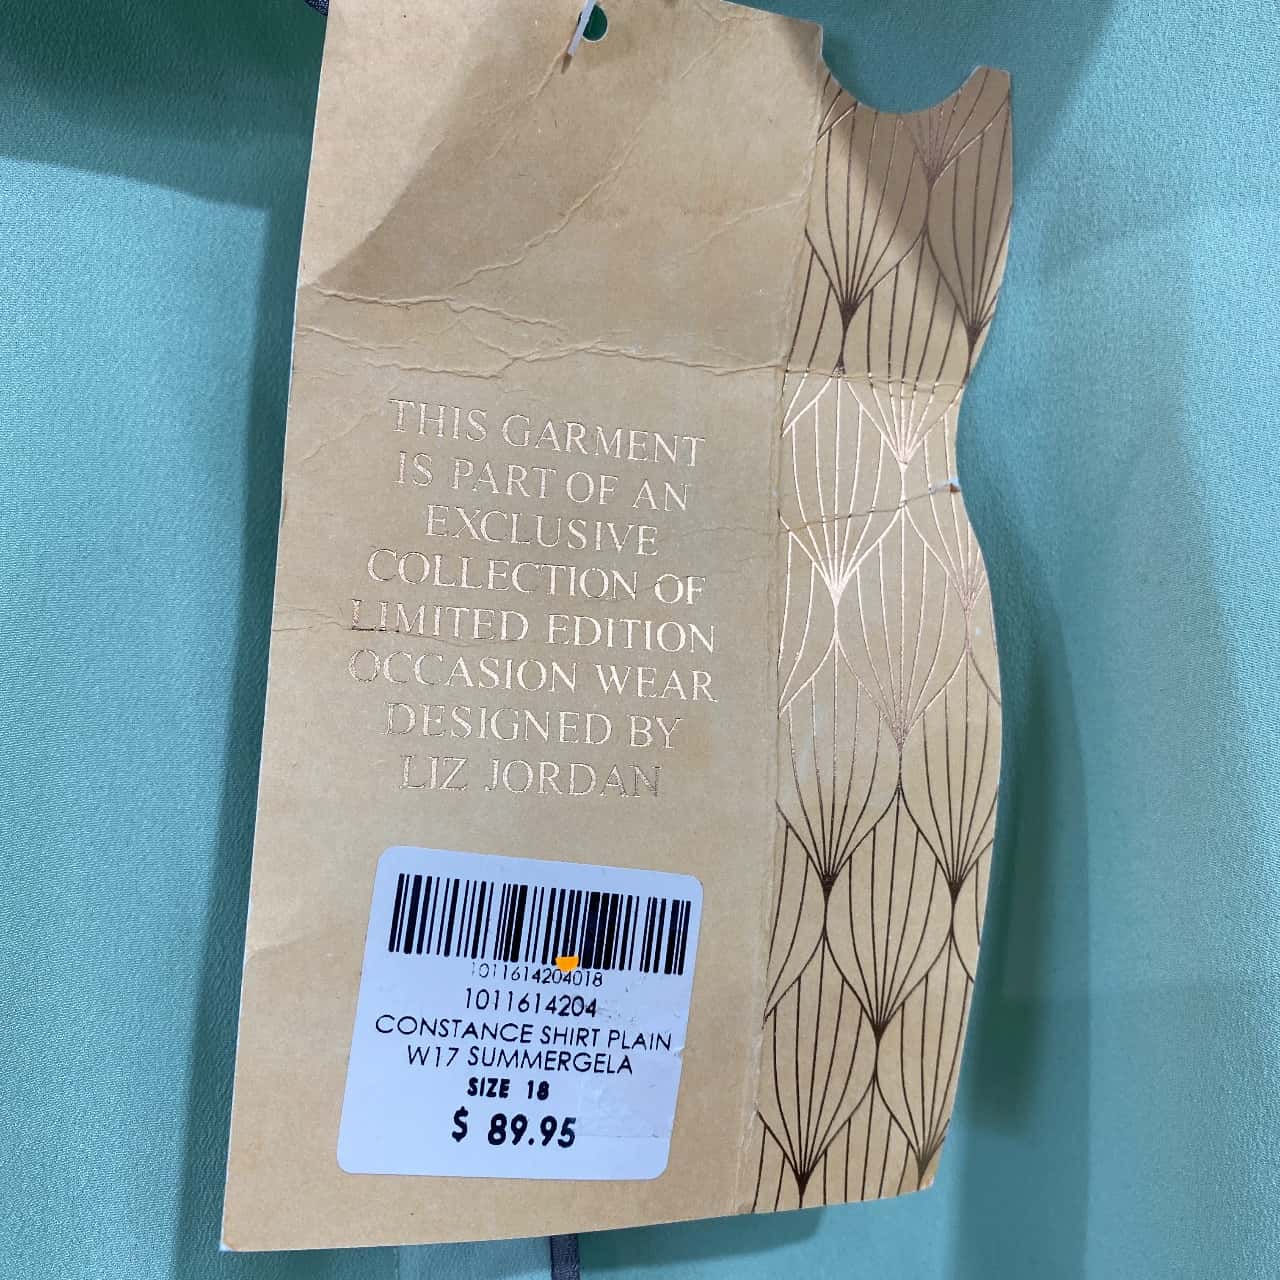 THIS GARMENT
IS PART OF AN
EXCLUSIVE
COLLECTION OF
LIMITED EDITION
OCCASION WEAR
DESIGNED BY
LIZ JORDAN
1011614204018
1011614204
CONSTANCE SHIRT PLAIN
W17 SUMMERGELA
SIZE 18
$ 89.95